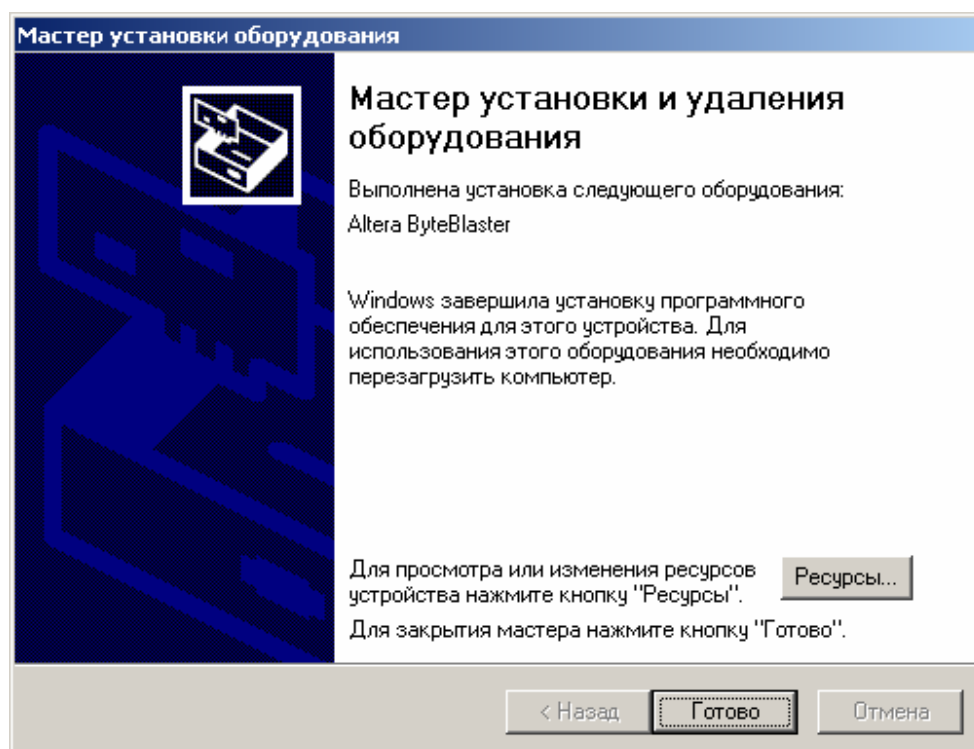 Мастер установки оборудования
Мастер установки и удаления
оборудования
Выполнена установка следующего оборудования:
Altera ByteBlaster
Windows завершила установку программного
обеспечения для этого устройства. Для
использования этого оборудования необходимо
перезагрузить компьютер.
Для просмотра или изменения ресурсов
устройства нажмите кнопку "Ресурсы".
Ресурсы...
Для закрытия мастера нажмите кнопку "Готово".
< Назад
Готово
Отмена